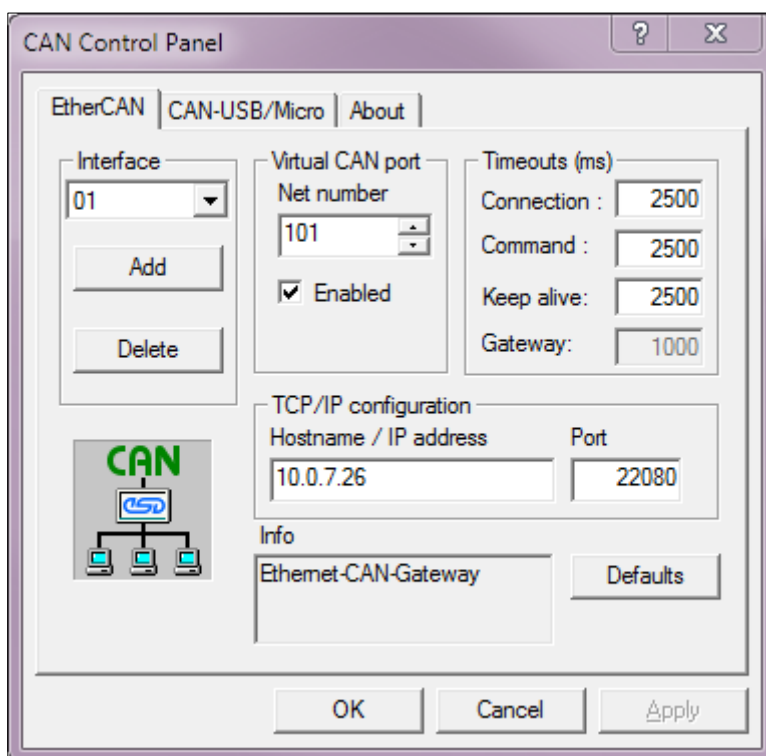 CAN Control Panel
EtherCAN CAN-USB/Micro About
Interface
01
Add
Delete
Virtual CAN port
Net number
101
Enabled
Timeouts (ms)
Connection : 2500
Command : 2500
Keep alive: 2500
Gateway: 1000
CAN
esd
TCP/IP configuration
Hostname / IP address Port
10.0.7.26 22080
Info
Ethernet-CAN-Gateway
Defaults
OK Cancel Apply